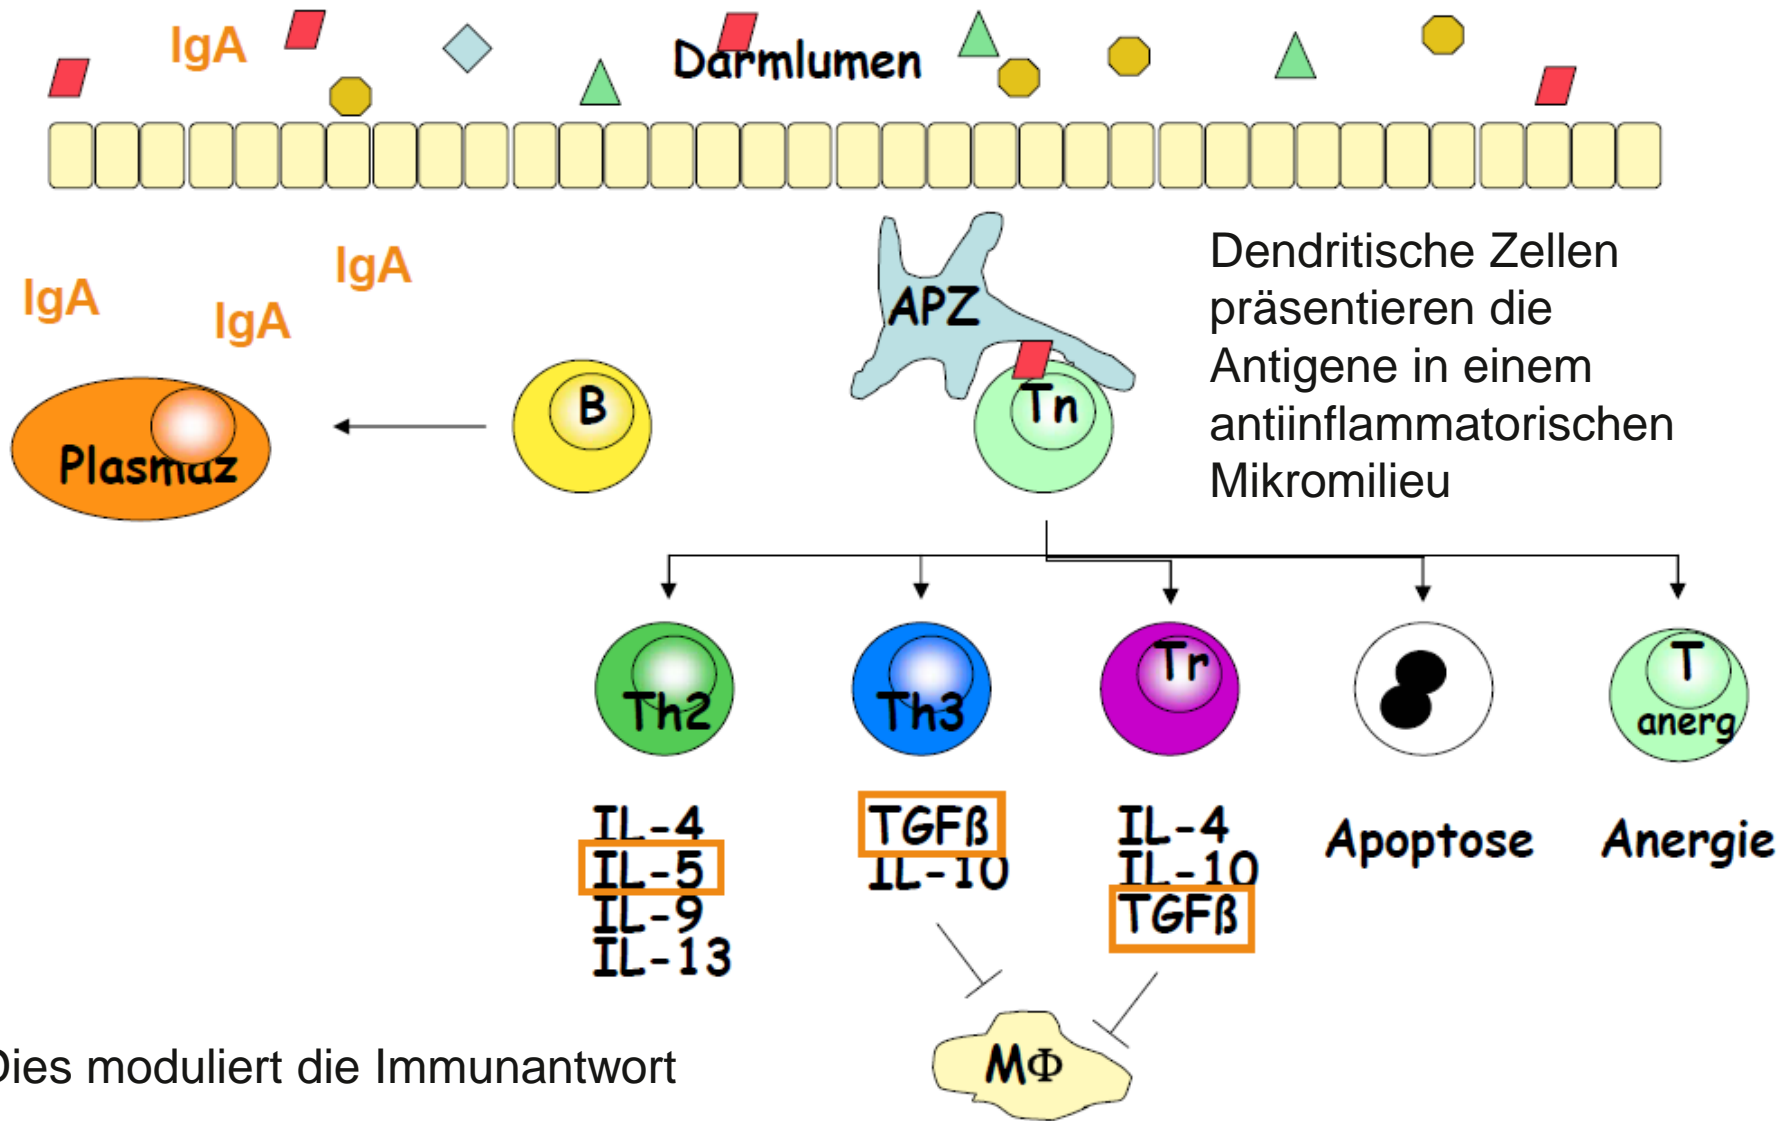 IgA
Darmlumen
IgA
IgA
IgA
APZ
Dendritische Zellen
präsentieren die
Antigene in einem
antiinflammatorischen
Mikromilieu
Plasmaz
B
Tn
Th2
Th3
Tr
T
anerg
IL-4
IL-5
IL-9
IL-13
TGFß
IL-10
IL-4
IL-10
TGFß
Apoptose
Anergie
MΦ
Dies moduliert die Immunantwort